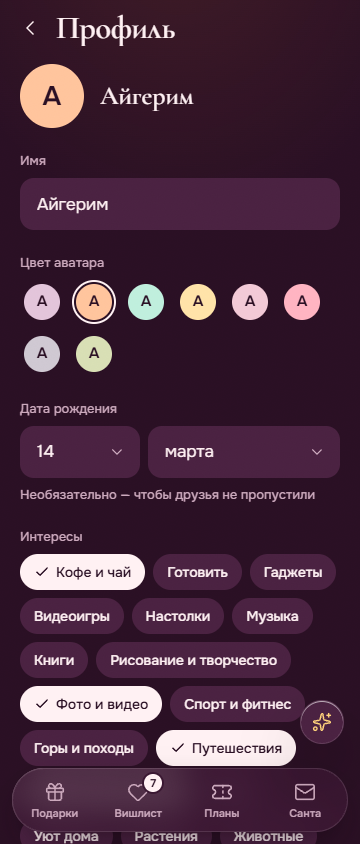 Профиль
А
Айгерим
Имя
Айгерим
Цвет аватара
А А А А А А
А А
Дата рождения
14 марта
Необязательно — чтобы друзья не пропустили
Интересы
Кофе и чай Готовить Гаджеты
Видеоигры Настолки Музыка
Книги Рисование и творчество
Фото и видео Спорт и фитнес
Горы и походы Путешествия
7
Подарки Вишлист Планы Санта
Уют дома Растения Животные